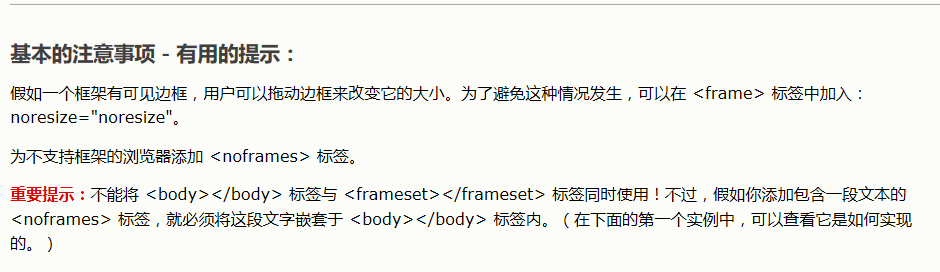 基本的注意事项 - 有用的提示：
假如一个框架有可见边框，用户可以拖动边框来改变它的大小。为了避免这种情况发生，可以在 <frame> 标签中加入：
noresize="noresize"。
为不支持框架的浏览器添加 <noframes> 标签。
重要提示：不能将 <body></body> 标签与 <frameset></frameset> 标签同时使用！不过，假如你添加包含一段文本的
<noframes> 标签，就必须将这段文字嵌套于 <body></body> 标签内。（在下面的第一个实例中，可以查看它是如何实现
的。）